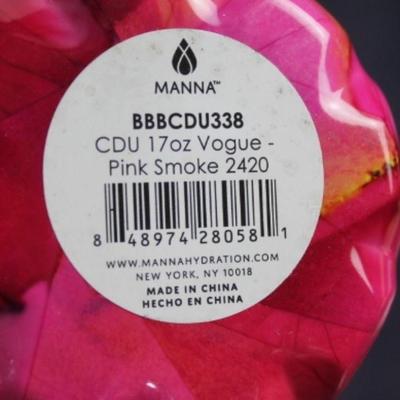 MANNA™
BBBCDU338
CDU 17oz Vogue -
Pink Smoke 2420
8 48974 28058 1
WWW.MANNAHYDRATION.COM
NEW YORK, NY 10018
MADE IN CHINA
HECHO EN CHINA